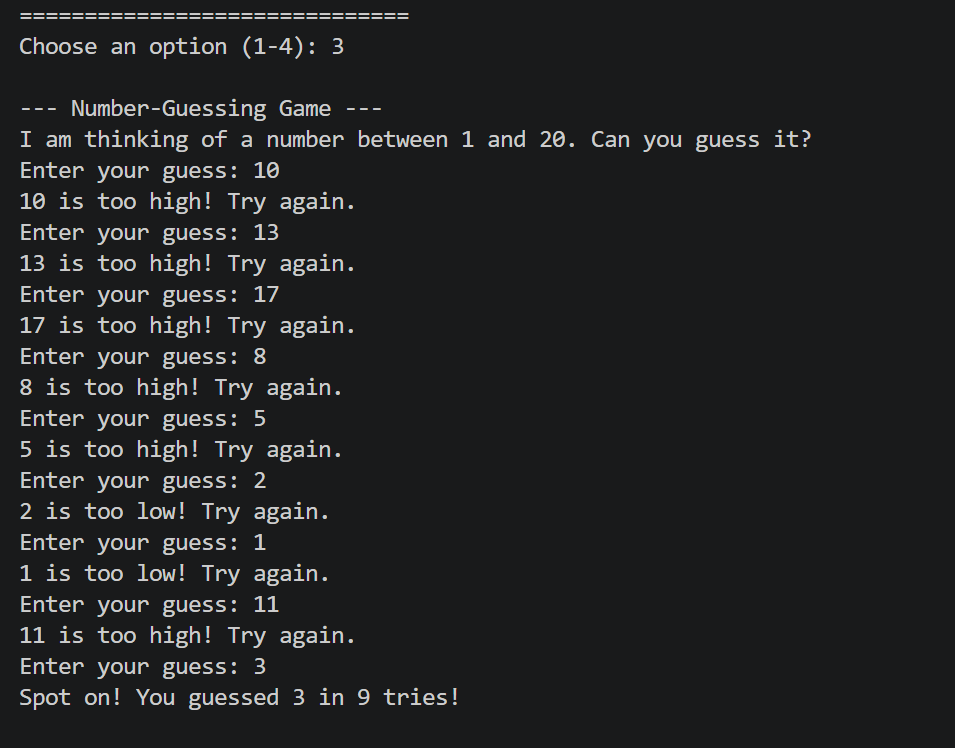 ==============================
Choose an option (1-4): 3
--- Number-Guessing Game ---
I am thinking of a number between 1 and 20. Can you guess it?
Enter your guess: 10
10 is too high! Try again.
Enter your guess: 13
13 is too high! Try again.
Enter your guess: 17
17 is too high! Try again.
Enter your guess: 8
8 is too high! Try again.
Enter your guess: 5
5 is too high! Try again.
Enter your guess: 2
2 is too low! Try again.
Enter your guess: 1
1 is too low! Try again.
Enter your guess: 11
11 is too high! Try again.
Enter your guess: 3
Spot on! You guessed 3 in 9 tries!